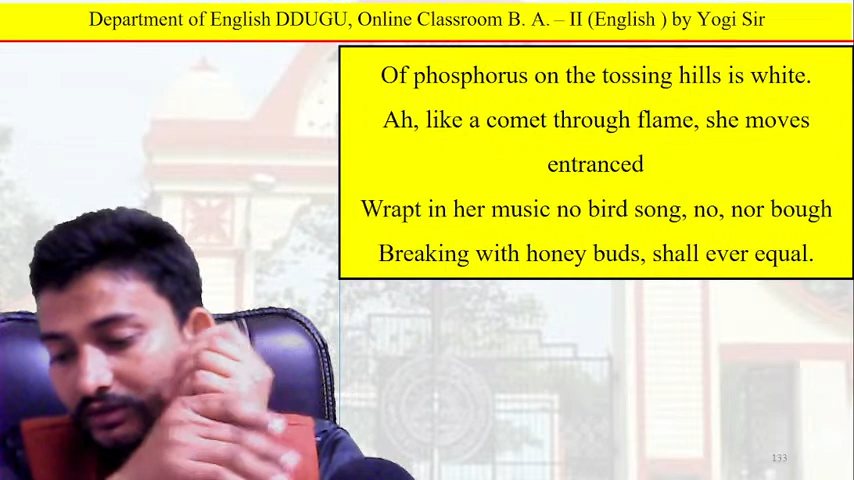 Department of English DDUGU, Online Classroom B. A. – II (English ) by Yogi Sir
Of phosphorus on the tossing hills is white.
Ah, like a comet through flame, she moves
entranced
Wrapt in her music no bird song, no, nor bough
Breaking with honey buds, shall ever equal.
133